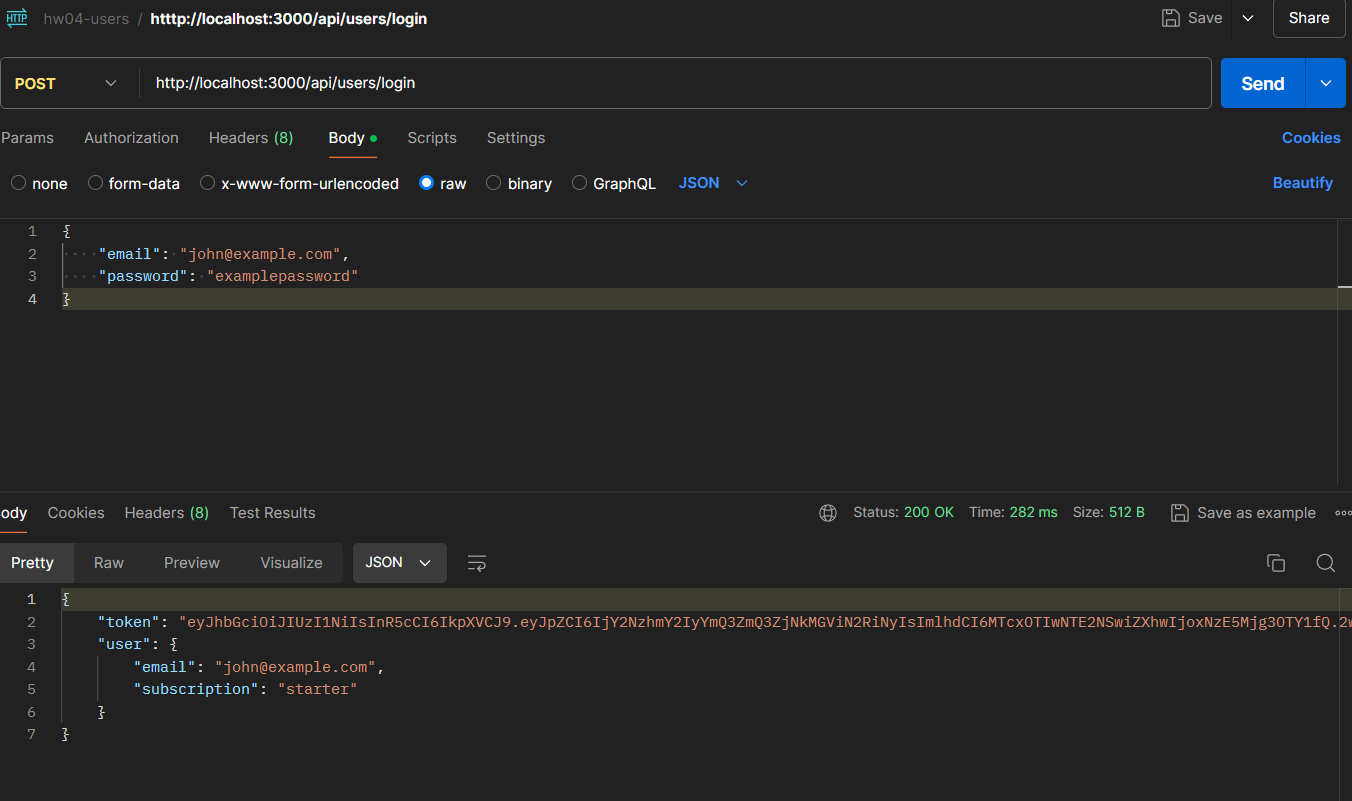 HTTP hw04-users / htttp://localhost:3000/api/users/login Save Share
POST http://localhost:3000/api/users/login Send
Params Authorization Headers (8) Body Scripts Settings Cookies
none form-data x-www-form-urlencoded raw binary GraphQL JSON Beautify
1 {
2 "email": "john@example.com",
3 "password": "examplepassword"
4 }
ody Cookies Headers (8) Test Results Status: 200 OK Time: 282 ms Size: 512 B Save as example
Pretty Raw Preview Visualize JSON
1 {
2 "token": "eyJhbGciOiJIUzI1NiIsInR5cCI6IkpXVCJ9.eyJpZCI6IjY2NzhmY2IyYmQ3ZmQ3ZjNkMGViN2RiNyIsImlhdCI6MTcxOTIwNTE2NSwiZXhwIjoxNzE5Mjg3OTY1fQ.2w
3 "user": {
4 "email": "john@example.com",
5 "subscription": "starter"
6 }
7 }